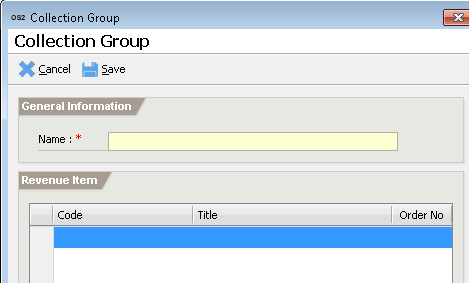 OS2 Collection Group
Collection Group
Cancel Save
General Information
Name : *
Revenue Item
Code Title Order No